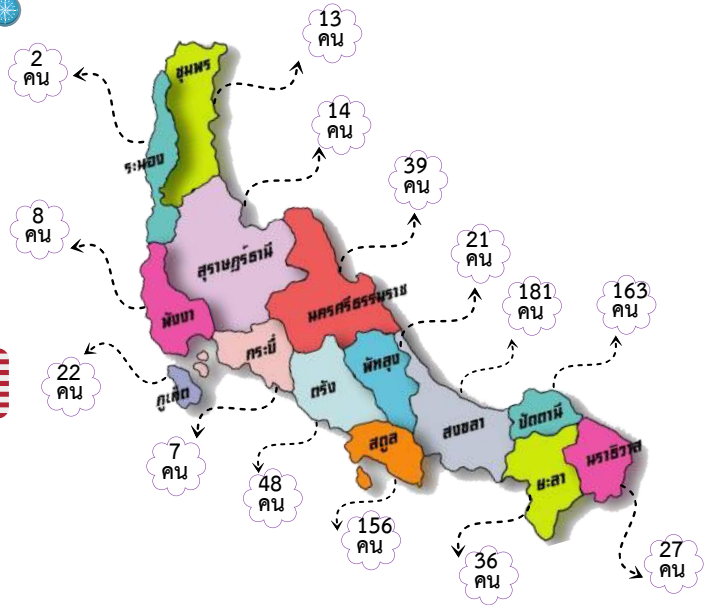 13
คน
2
คน
ชุมพร
14
คน
ระนอง
39
คน
8
คน
21
คน
สุราษฎร์ธานี
181
คน
163
คน
นครศรีธรรมราช
พังงา
กระบี่
พัทลุง
22
คน
ภูเก็ต
ตรัง
ปัตตานี
สงขลา
สตูล
นราธิวาส
7
คน
ยะลา
48
คน
156
คน
36
คน
27
คน